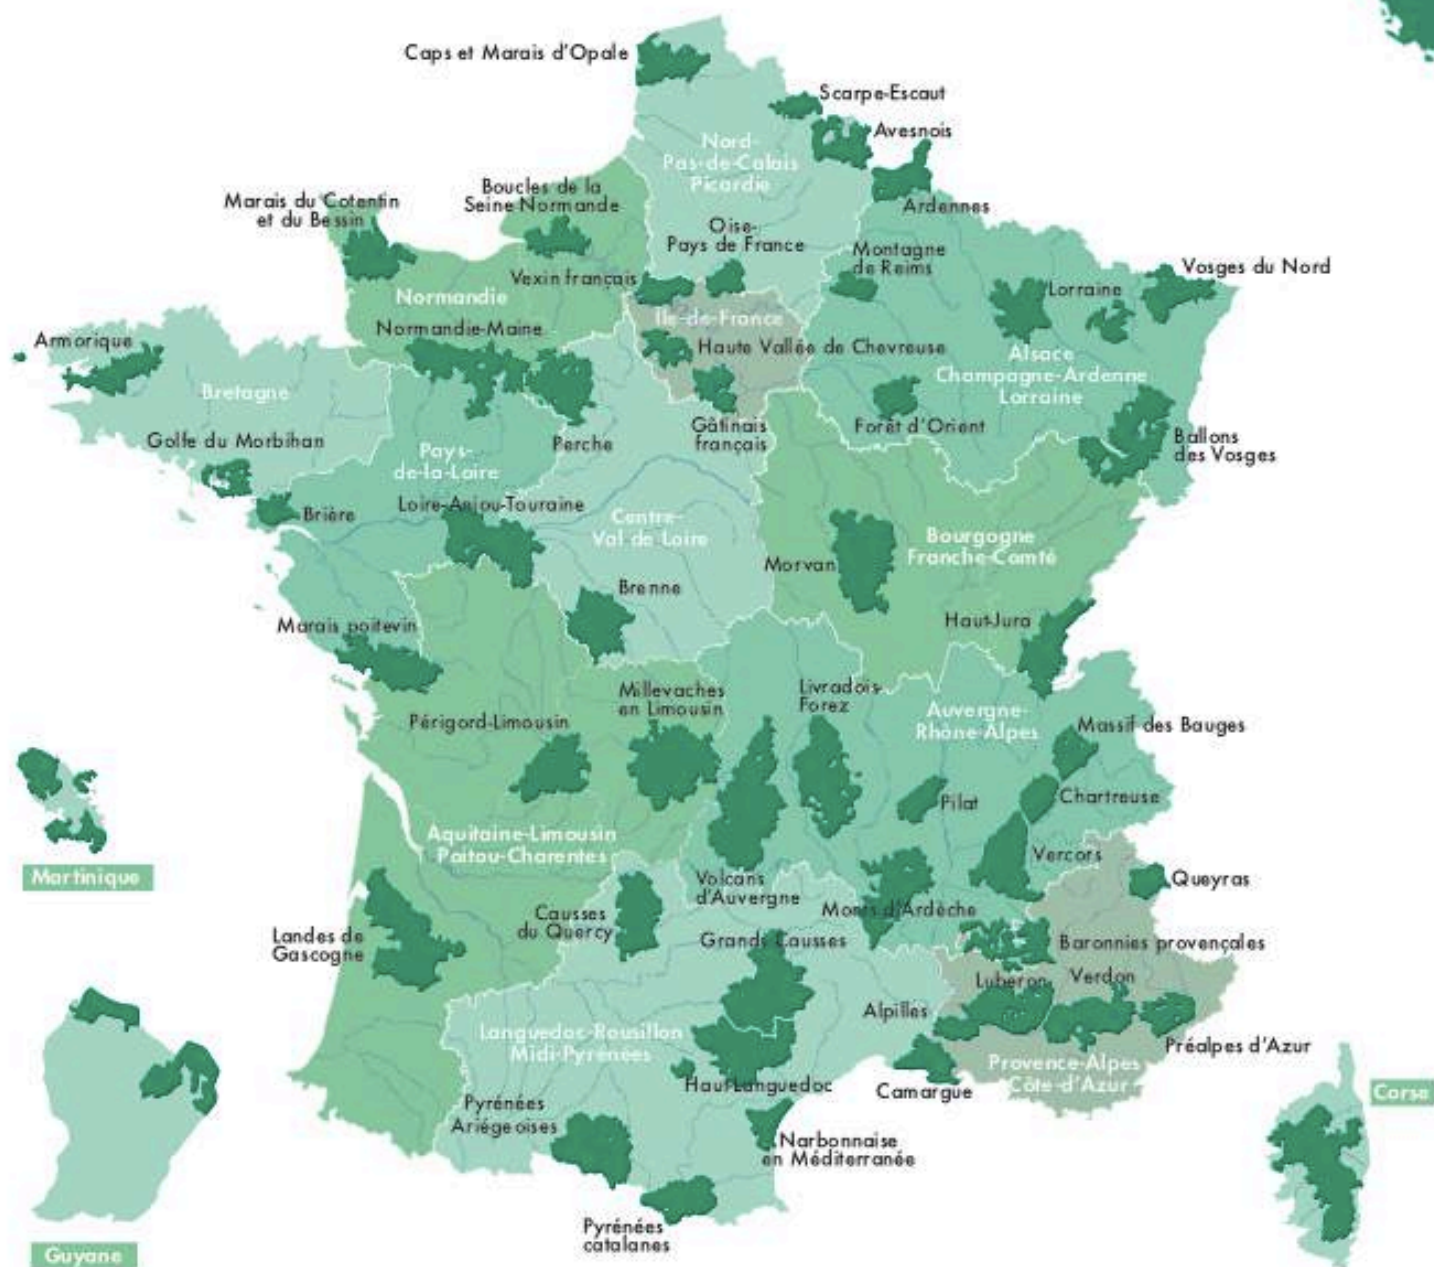 Caps et Marais d'Opale
Scarpe-Escaut
Avesnois
Nord-
Pas-de-Calais
Picardie
Ardennes
Marais du Cotentin
et du Bessin
Boucles de la
Seine Normande
Oise-
Pays de France
Montagne
de Reims
Vexin français
Vosges du Nord
Lorraine
Normandie
Île-de-France
Armorique
Normandie-Maine
Haute Vallée de Chevreuse
Alsace
Champagne-Ardenne
Lorraine
Bretagne
Golfe du Morbihan
Perche
Gâtinais
français
Forêt d'Orient
Ballons
des Vosges
Pays-
de-la-Loire
Brière
Loire-Anjou-Touraine
Centre-
Val de Loire
Bourgogne
Franche-Comté
Morvan
Brenne
Haut-Jura
Marais poitevin
Millevaches
en Limousin
Livradois-
Forez
Périgord-Limousin
Auvergne-
Rhône-Alpes
Massif des Bauges
Pilat
Chartreuse
Aquitaine-Limousin
Poitou-Charentes
Vercors
Martinique
Volcans
d'Auvergne
Queyras
Causses
du Quercy
Monts d'Ardèche
Landes de
Gascogne
Grands Causses
Baronnies provençales
Luberon
Verdon
Alpilles
Languedoc-Rousillon
Midi-Pyrénées
Préalpes d'Azur
Provence-Alpes
Côte-d'Azur
Haut-Languedoc
Camargue
Corse
Pyrénées
Ariégeoises
Narbonnaise
en Méditerranée
Pyrénées
catalanes
Guyane